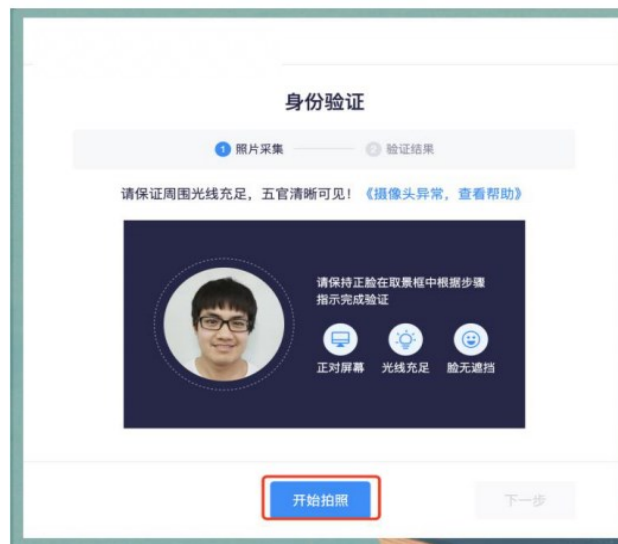 身份验证
1 照片采集 2 验证结果
请保证周围光线充足，五官清晰可见！《摄像头异常，查看帮助》
请保持正脸在取景框中根据步骤
指示完成验证
正对屏幕 光线充足 脸无遮挡
开始拍照 下一步